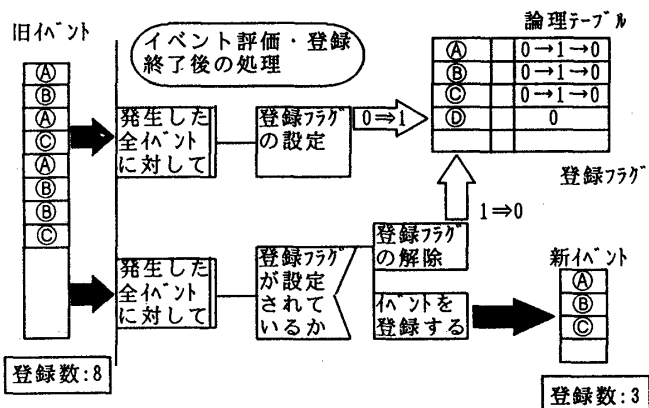 旧イベント
Ⓐ
Ⓑ
Ⓐ
Ⓒ
Ⓐ
Ⓑ
Ⓑ
Ⓒ
登録数:8
イベント評価・登録
終了後の処理
発生した
全イベント
に対して
登録フラグ
の設定
0⇒1
論理テーブル
Ⓐ 0→1→0
Ⓑ 0→1→0
Ⓒ 0→1→0
Ⓓ 0
登録フラグ
1⇒0
発生した
全イベント
に対して
登録フラグ
が設定
されて
いるか
登録フラグ
の解除
イベントを
登録する
新イベント
Ⓐ
Ⓑ
Ⓒ
登録数:3